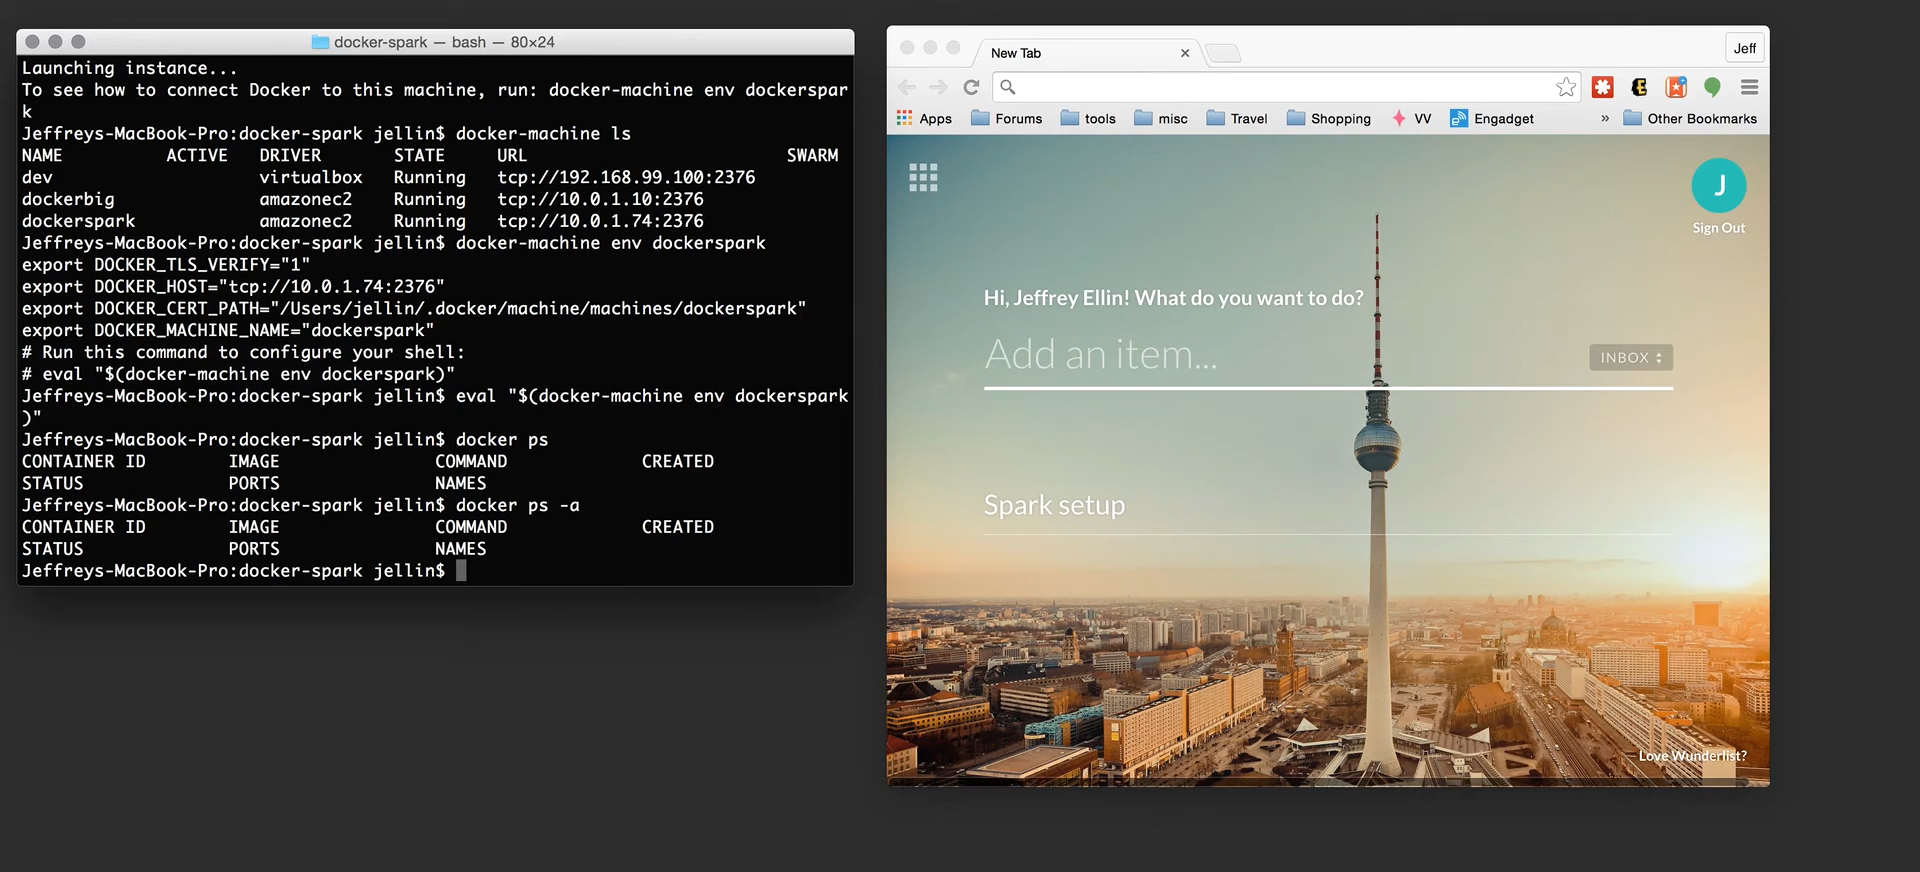 docker-spark — bash — 80×24
Launching instance...
To see how to connect Docker to this machine, run: docker-machine env dockerspar
k
Jeffreys-MacBook-Pro:docker-spark jellin$ docker-machine ls
NAME ACTIVE DRIVER STATE URL SWARM
dev virtualbox Running tcp://192.168.99.100:2376
dockerbig amazonec2 Running tcp://10.0.1.10:2376
dockerspark amazonec2 Running tcp://10.0.1.74:2376
Jeffreys-MacBook-Pro:docker-spark jellin$ docker-machine env dockerspark
export DOCKER_TLS_VERIFY="1"
export DOCKER_HOST="tcp://10.0.1.74:2376"
export DOCKER_CERT_PATH="/Users/jellin/.docker/machine/machines/dockerspark"
export DOCKER_MACHINE_NAME="dockerspark"
# Run this command to configure your shell:
# eval "$(docker-machine env dockerspark)"
Jeffreys-MacBook-Pro:docker-spark jellin$ eval "$(docker-machine env dockerspark
)"
Jeffreys-MacBook-Pro:docker-spark jellin$ docker ps
CONTAINER ID IMAGE COMMAND CREATED
STATUS PORTS NAMES
Jeffreys-MacBook-Pro:docker-spark jellin$ docker ps -a
CONTAINER ID IMAGE COMMAND CREATED
STATUS PORTS NAMES
Jeffreys-MacBook-Pro:docker-spark jellin$
New Tab
Jeff
Apps Forums tools misc Travel Shopping VV Engadget » Other Bookmarks
J
Sign Out
Hi, Jeffrey Ellin! What do you want to do?
Add an item...
INBOX
Spark setup
Love Wunderlist?